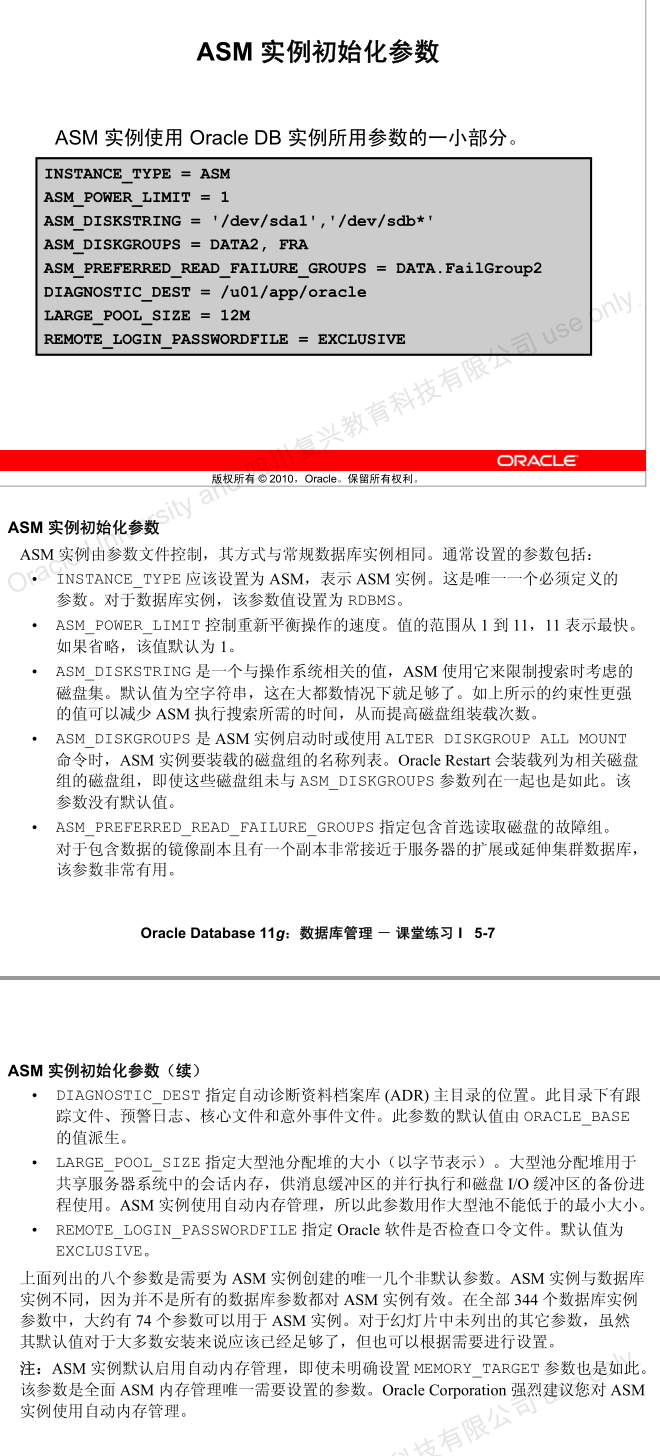 ASM 实例初始化参数
ASM 实例使用 Oracle DB 实例所用参数的一小部分。
INSTANCE_TYPE = ASM
ASM_POWER_LIMIT = 1
ASM_DISKSTRING = '/dev/sda1','/dev/sdb*'
ASM_DISKGROUPS = DATA2, FRA
ASM_PREFERRED_READ_FAILURE_GROUPS = DATA.FailGroup2
DIAGNOSTIC_DEST = /u01/app/oracle
LARGE_POOL_SIZE = 12M
REMOTE_LOGIN_PASSWORDFILE = EXCLUSIVE
ORACLE
版权所有 © 2010，Oracle。保留所有权利。
Oracle University and 四川复兴教育科技有限公司 use only.
ASM 实例初始化参数
ASM 实例由参数文件控制，其方式与常规数据库实例相同。通常设置的参数包括：
• INSTANCE_TYPE 应该设置为 ASM，表示 ASM 实例。这是唯一一个必须定义的
参数。对于数据库实例，该参数值设置为 RDBMS。
• ASM_POWER_LIMIT 控制重新平衡操作的速度。值的范围从 1 到 11，11 表示最快。
如果省略，该值默认为 1。
• ASM_DISKSTRING 是一个与操作系统相关的值，ASM 使用它来限制搜索时考虑的
磁盘集。默认值为空字符串，这在大都数情况下就足够了。如上所示的约束性更强
的值可以减少 ASM 执行搜索所需的时间，从而提高磁盘组装载次数。
• ASM_DISKGROUPS 是 ASM 实例启动时或使用 ALTER DISKGROUP ALL MOUNT
命令时，ASM 实例要装载的磁盘组的名称列表。Oracle Restart 会装载列为相关磁盘
组的磁盘组，即使这些磁盘组未与 ASM_DISKGROUPS 参数列在一起也是如此。该
参数没有默认值。
• ASM_PREFERRED_READ_FAILURE_GROUPS 指定包含首选读取磁盘的故障组。
对于包含数据的镜像副本且有一个副本非常接近于服务器的扩展或延伸集群数据库，
该参数非常有用。
Oracle Database 11g：数据库管理 － 课堂练习 I 5-7
ASM 实例初始化参数（续）
• DIAGNOSTIC_DEST 指定自动诊断资料档案库 (ADR) 主目录的位置。此目录下有跟
踪文件、预警日志、核心文件和意外事件文件。此参数的默认值由 ORACLE_BASE
的值派生。
• LARGE_POOL_SIZE 指定大型池分配堆的大小（以字节表示）。大型池分配堆用于
共享服务器系统中的会话内存，供消息缓冲区的并行执行和磁盘 I/O 缓冲区的备份进
程使用。ASM 实例使用自动内存管理，所以此参数用作大型池不能低于的最小大小。
• REMOTE_LOGIN_PASSWORDFILE 指定 Oracle 软件是否检查口令文件。默认值为
EXCLUSIVE。
上面列出的八个参数是需要为 ASM 实例创建的唯一几个非默认参数。ASM 实例与数据库
实例不同，因为并不是所有的数据库参数都对 ASM 实例有效。在全部 344 个数据库实例
参数中，大约有 74 个参数可以用于 ASM 实例。对于幻灯片中未列出的其它参数，虽然
其默认值对于大多数安装来说应该已经足够了，但也可以根据需要进行设置。
注：ASM 实例默认启用自动内存管理，即使未明确设置 MEMORY_TARGET 参数也是如此。
该参数是全面 ASM 内存管理唯一需要设置的参数。Oracle Corporation 强烈建议您对 ASM
实例使用自动内存管理。
科技有限公司 use only